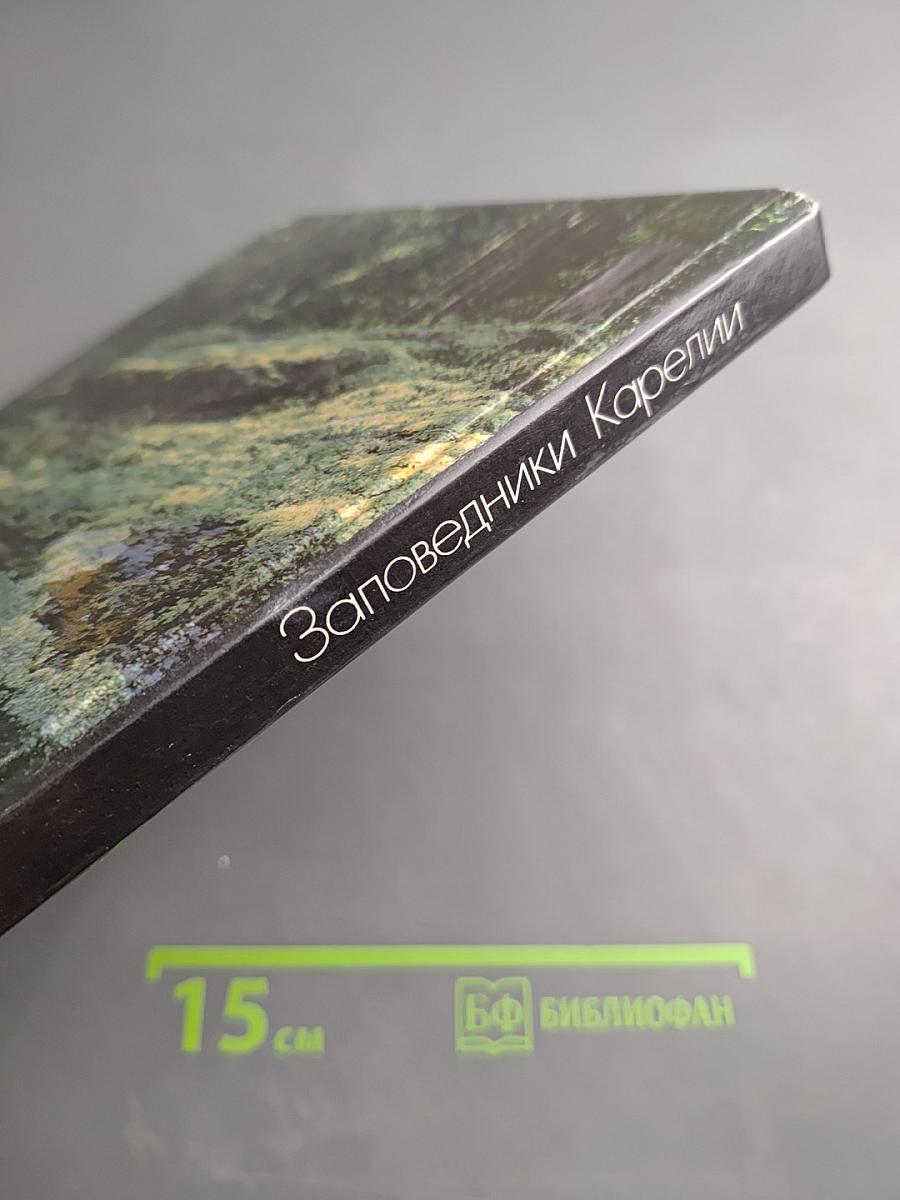 Заповедники Карелии
15 см
БФ БИБЛИОФАН